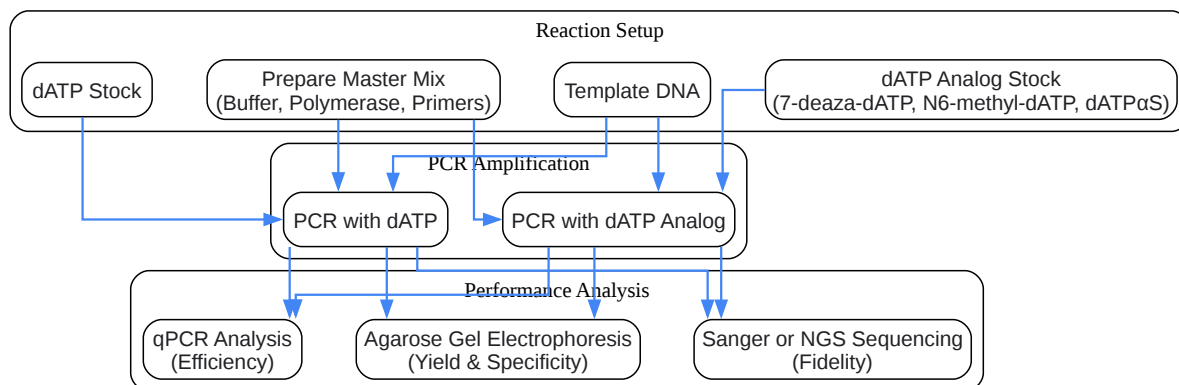 Reaction Setup
dATP Stock
Prepare Master Mix
(Buffer, Polymerase, Primers)
Template DNA
dATP Analog Stock
(7-deaza-dATP, N6-methyl-dATP, dATPαS)
PCR Amplification
PCR with dATP
PCR with dATP Analog
Performance Analysis
qPCR Analysis
(Efficiency)
Agarose Gel Electrophoresis
(Yield & Specificity)
Sanger or NGS Sequencing
(Fidelity)